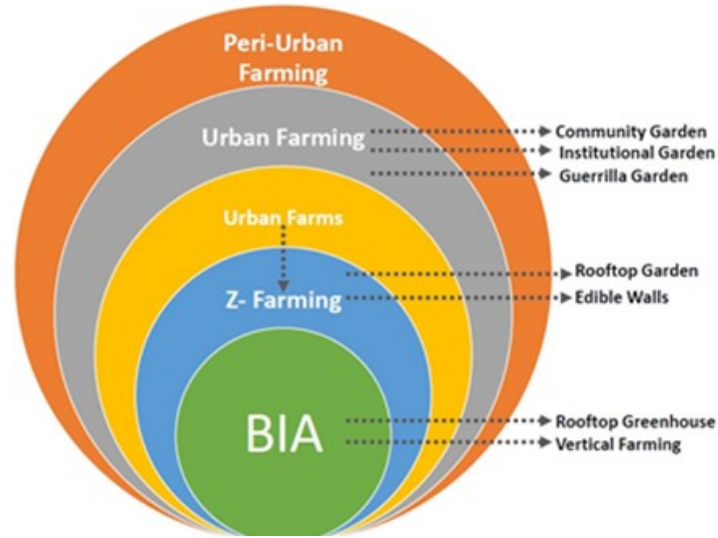 Peri-Urban
Farming
Urban Farming
Community Garden
Institutional Garden
Guerrilla Garden
Urban Farms
Rooftop Garden
Z- Farming
Edible Walls
BIA
Rooftop Greenhouse
Vertical Farming